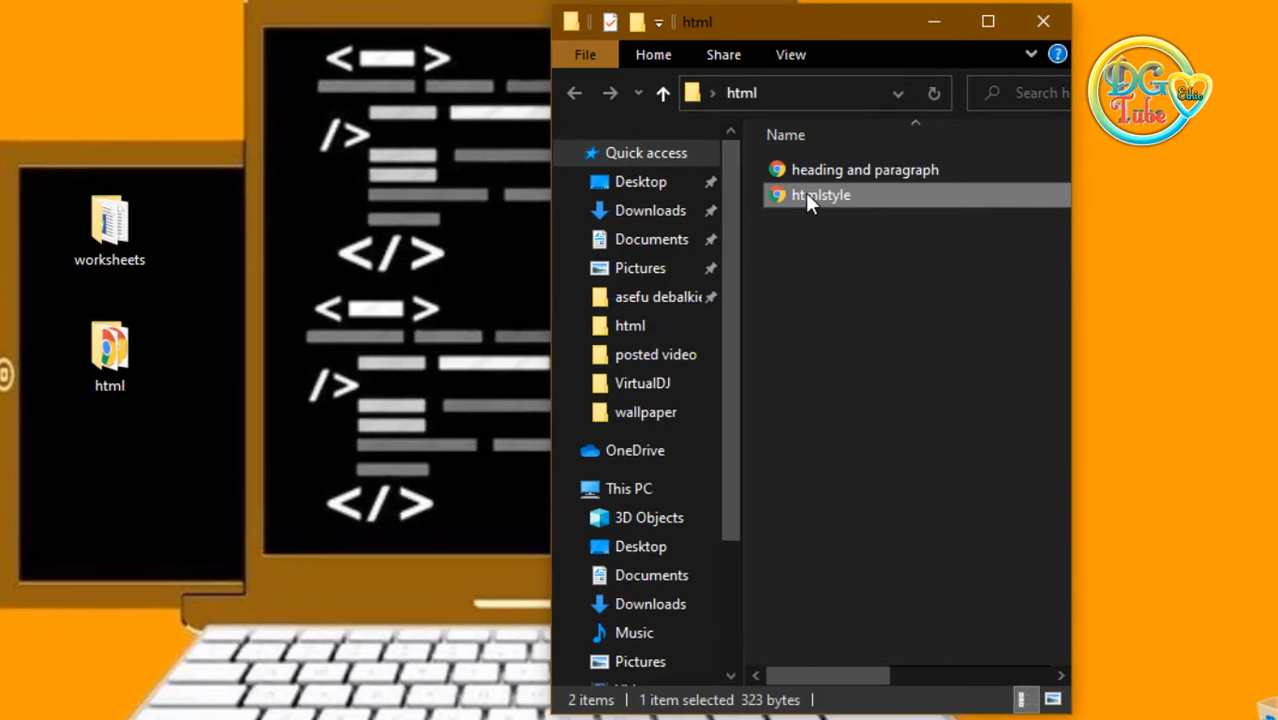 html
File
Home
Share
View
html
Search h
Name
Quick access
Desktop
Downloads
Documents
Pictures
asefu debalkie
html
posted video
VirtualDJ
wallpaper
OneDrive
This PC
3D Objects
Desktop
Documents
Downloads
Music
Pictures
heading and paragraph
htmlstyle
2 items
1 item selected 323 bytes
worksheets
html
< >
/>
</>
< >
/>
</>
DG
Tube